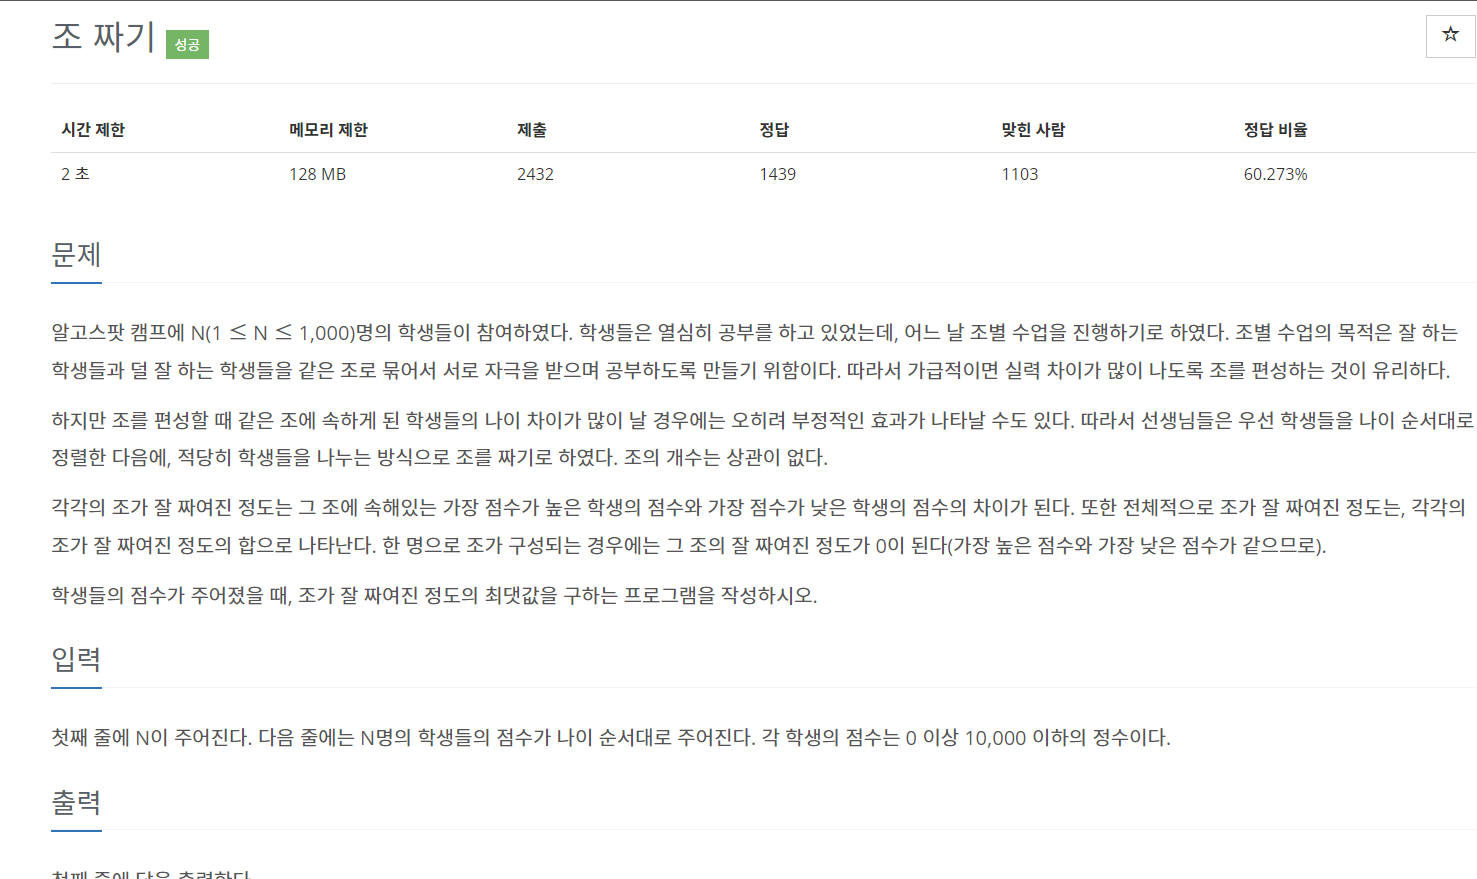 조 짜기 성공
시간 제한 메모리 제한 제출 정답 맞힌 사람 정답 비율
2 초 128 MB 2432 1439 1103 60.273%
문제
알고스팟 캠프에 N(1 ≤ N ≤ 1,000)명의 학생들이 참여하였다. 학생들은 열심히 공부를 하고 있었는데, 어느 날 조별 수업을 진행하기로 하였다. 조별 수업의 목적은 잘 하는
학생들과 덜 잘 하는 학생들을 같은 조로 묶어서 서로 자극을 받으며 공부하도록 만들기 위함이다. 따라서 가급적이면 실력 차이가 많이 나도록 조를 편성하는 것이 유리하다.
하지만 조를 편성할 때 같은 조에 속하게 된 학생들의 나이 차이가 많이 날 경우에는 오히려 부정적인 효과가 나타날 수도 있다. 따라서 선생님들은 우선 학생들을 나이 순서대로
정렬한 다음에, 적당히 학생들을 나누는 방식으로 조를 짜기로 하였다. 조의 개수는 상관이 없다.
각각의 조가 잘 짜여진 정도는 그 조에 속해있는 가장 점수가 높은 학생의 점수와 가장 점수가 낮은 학생의 점수의 차이가 된다. 또한 전체적으로 조가 잘 짜여진 정도는, 각각의
조가 잘 짜여진 정도의 합으로 나타난다. 한 명으로 조가 구성되는 경우에는 그 조의 잘 짜여진 정도가 0이 된다(가장 높은 점수와 가장 낮은 점수가 같으므로).
학생들의 점수가 주어졌을 때, 조가 잘 짜여진 정도의 최댓값을 구하는 프로그램을 작성하시오.
입력
첫째 줄에 N이 주어진다. 다음 줄에는 N명의 학생들의 점수가 나이 순서대로 주어진다. 각 학생의 점수는 0 이상 10,000 이하의 정수이다.
출력
첫째 줄에 답을 출력한다.